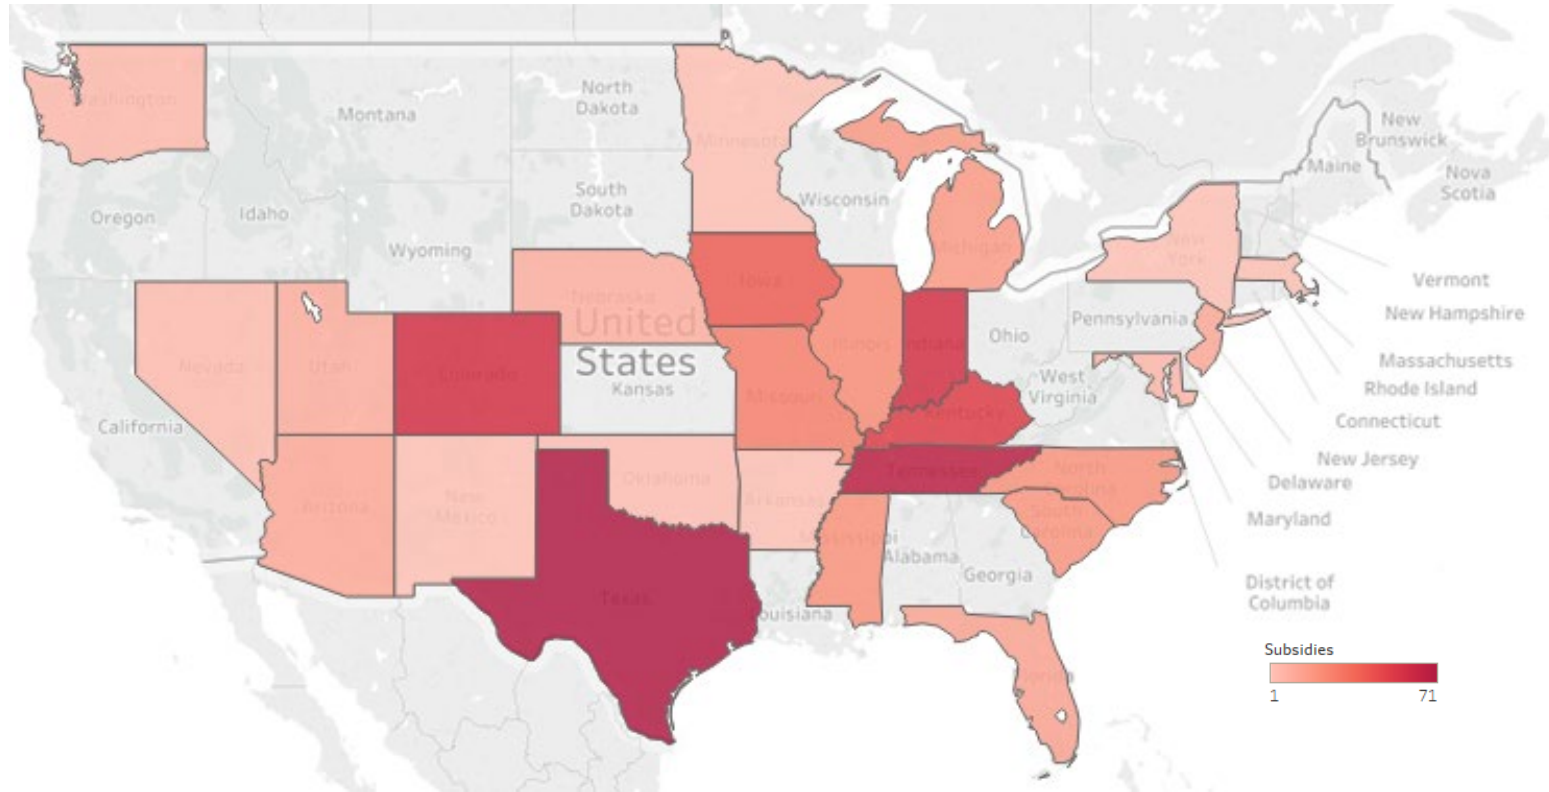 Washington
Montana
North
Dakota
Minnesota
New
Brunswick
Maine
Nova
Scotia
Oregon
Idaho
South
Dakota
Wisconsin
Wyoming
Michigan
New
York
Vermont
New Hampshire
Iowa
Nebraska
United
States
Kansas
Nevada
Utah
Colorado
Illinois
Indiana
Ohio
Pennsylvania
Massachusetts
Rhode Island
Connecticut
California
Missouri
Kentucky
West
Virginia
New Jersey
Delaware
Maryland
Arizona
New
Mexico
Oklahoma
Arkansas
Tennessee
North
Carolina
South
Carolina
Mississippi
Alabama
Georgia
District of
Columbia
Texas
Louisiana
Florida
Subsidies
1
71